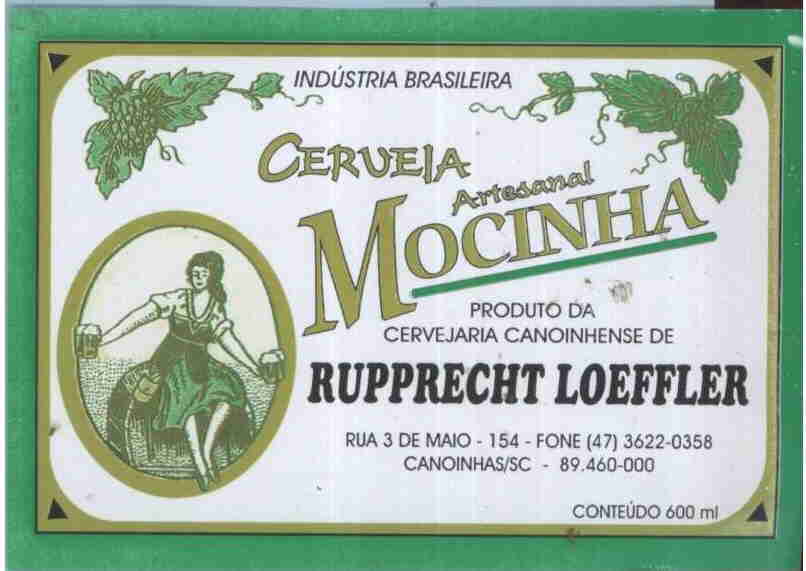 INDÚSTRIA BRASILEIRA
CERVEJA
Artesanal
MOCINHA
PRODUTO DA
CERVEJARIA CANOINHENSE DE
RUPPRECHT LOEFFLER
RUA 3 DE MAIO - 154 - FONE (47) 3622-0358
CANOINHAS/SC - 89.460-000
CONTEÚDO 600 ml